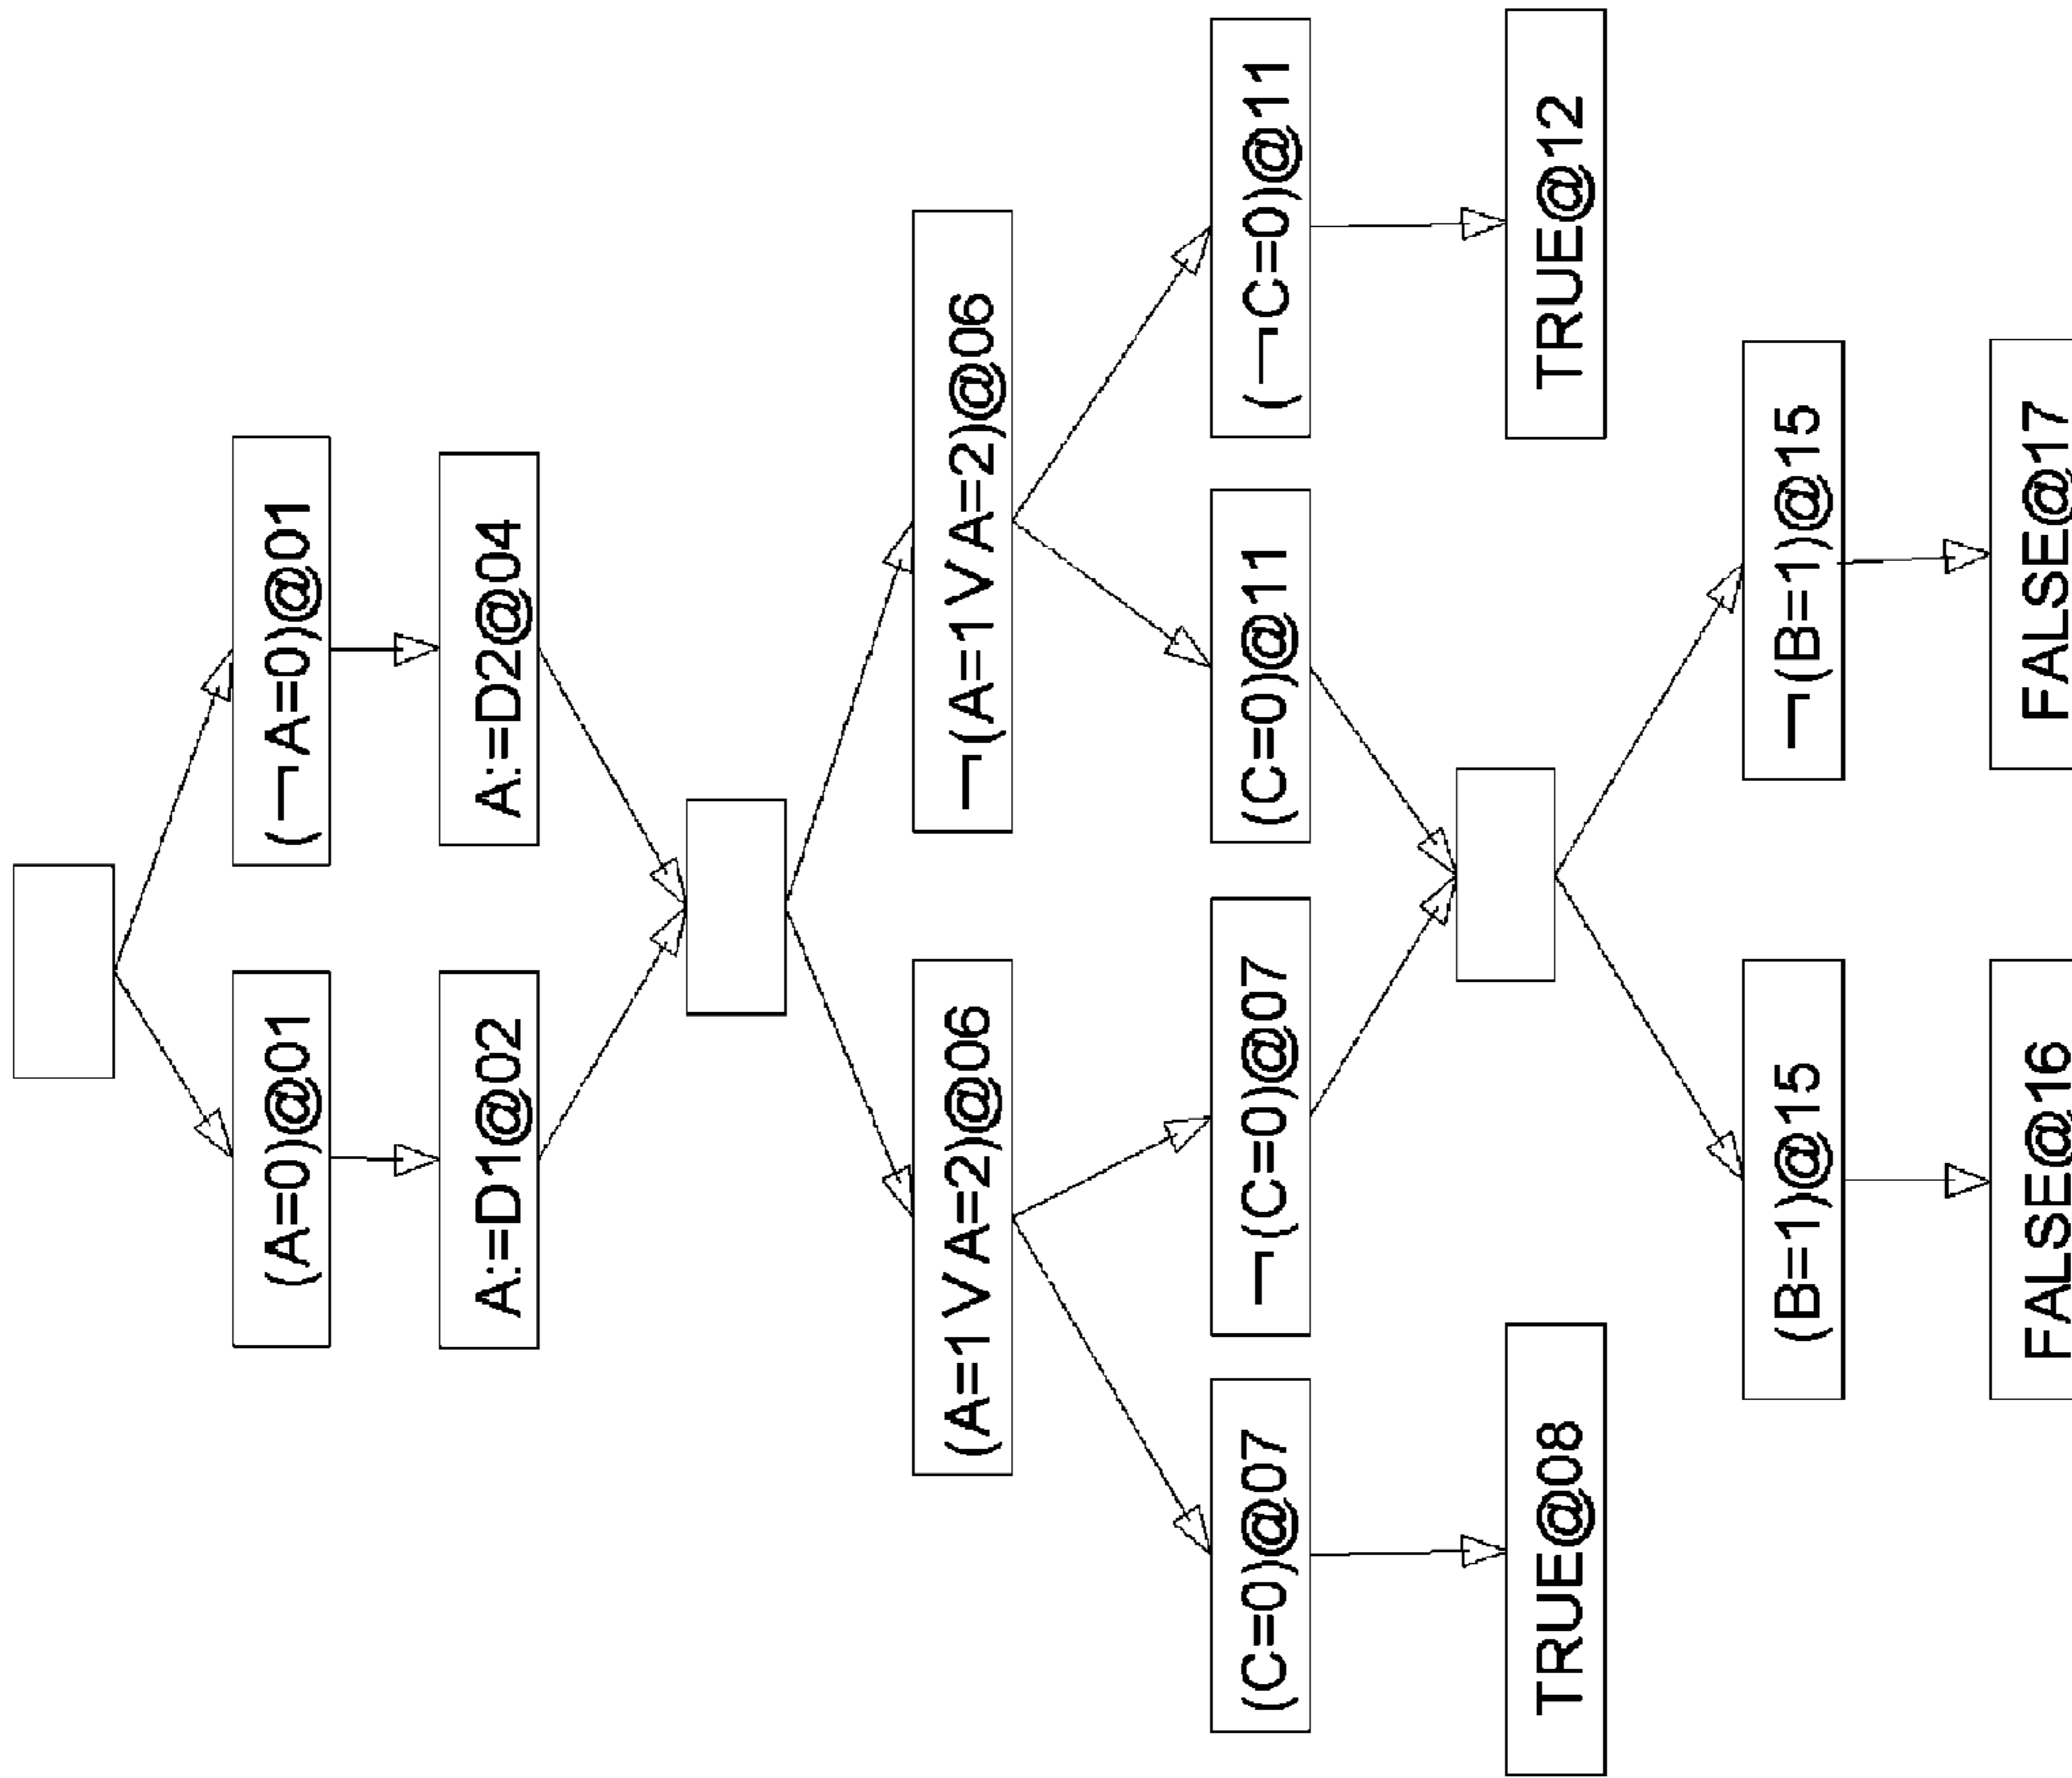 (A=0)@01
(¬A=0)@01
A:=D1@02
A:=D2@04
(A=1∨A=2)@06
¬(A=1∨A=2)@06
(C=0)@07
¬(C=0)@07
(C=0)@11
(¬C=0)@11
TRUE@08
TRUE@12
(B=1)@15
¬(B=1)@15
FALSE@16
FALSE@17